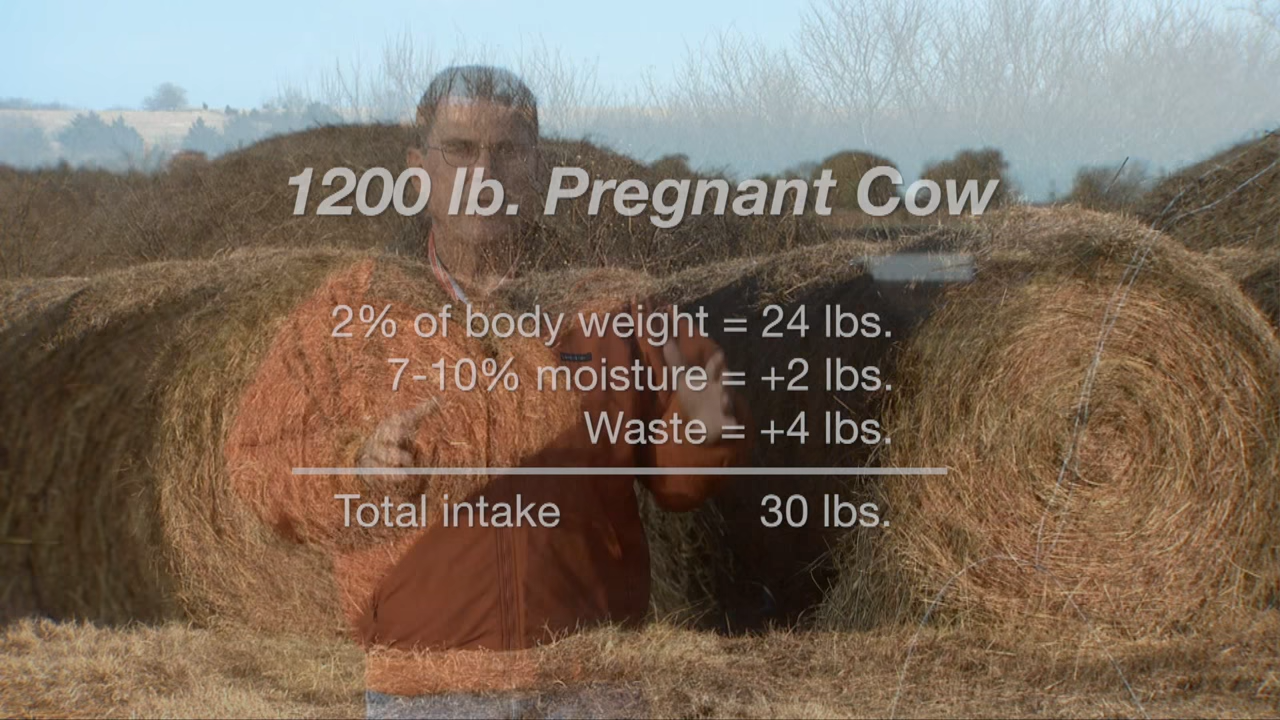 1200 lb. Pregnant Cow
2% of body weight = 24 lbs.
7-10% moisture = +2 lbs.
Waste = +4 lbs.
Total intake 30 lbs.